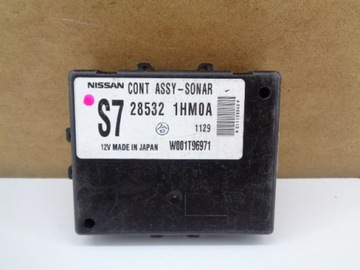 NISSAN CONT ASSY-SONAR
S7 28532 1HM0A
1129
12V MADE IN JAPAN W001T96971